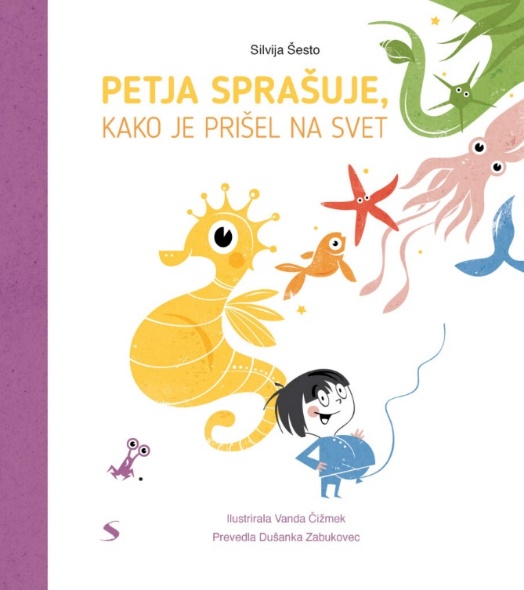 Silvija Šesto
PETJA SPRAŠUJE,
KAKO JE PRIŠEL NA SVET
Ilustrirala Vanda Čižmek
Prevedla Dušanka Zabukovec
S